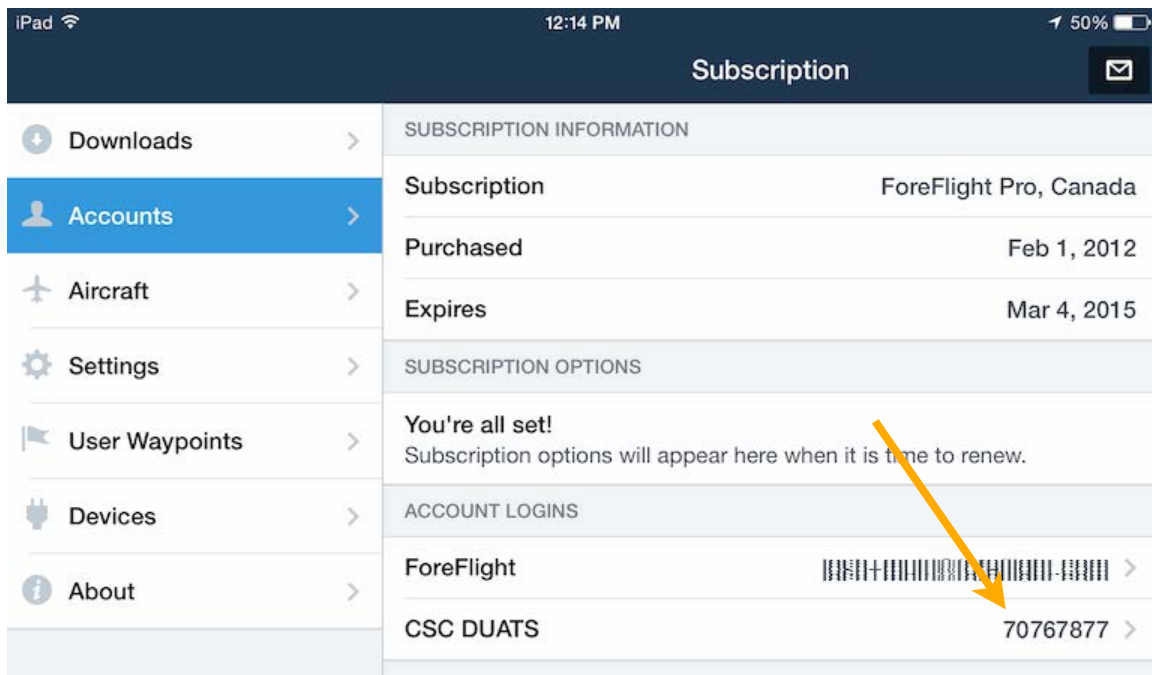 iPad 12:14 PM 50%
Subscription
Downloads
Accounts
Aircraft
Settings
User Waypoints
Devices
About
SUBSCRIPTION INFORMATION
Subscription ForeFlight Pro, Canada
Purchased Feb 1, 2012
Expires Mar 4, 2015
SUBSCRIPTION OPTIONS
You're all set!
Subscription options will appear here when it is time to renew.
ACCOUNT LOGINS
ForeFlight
CSC DUATS 70767877